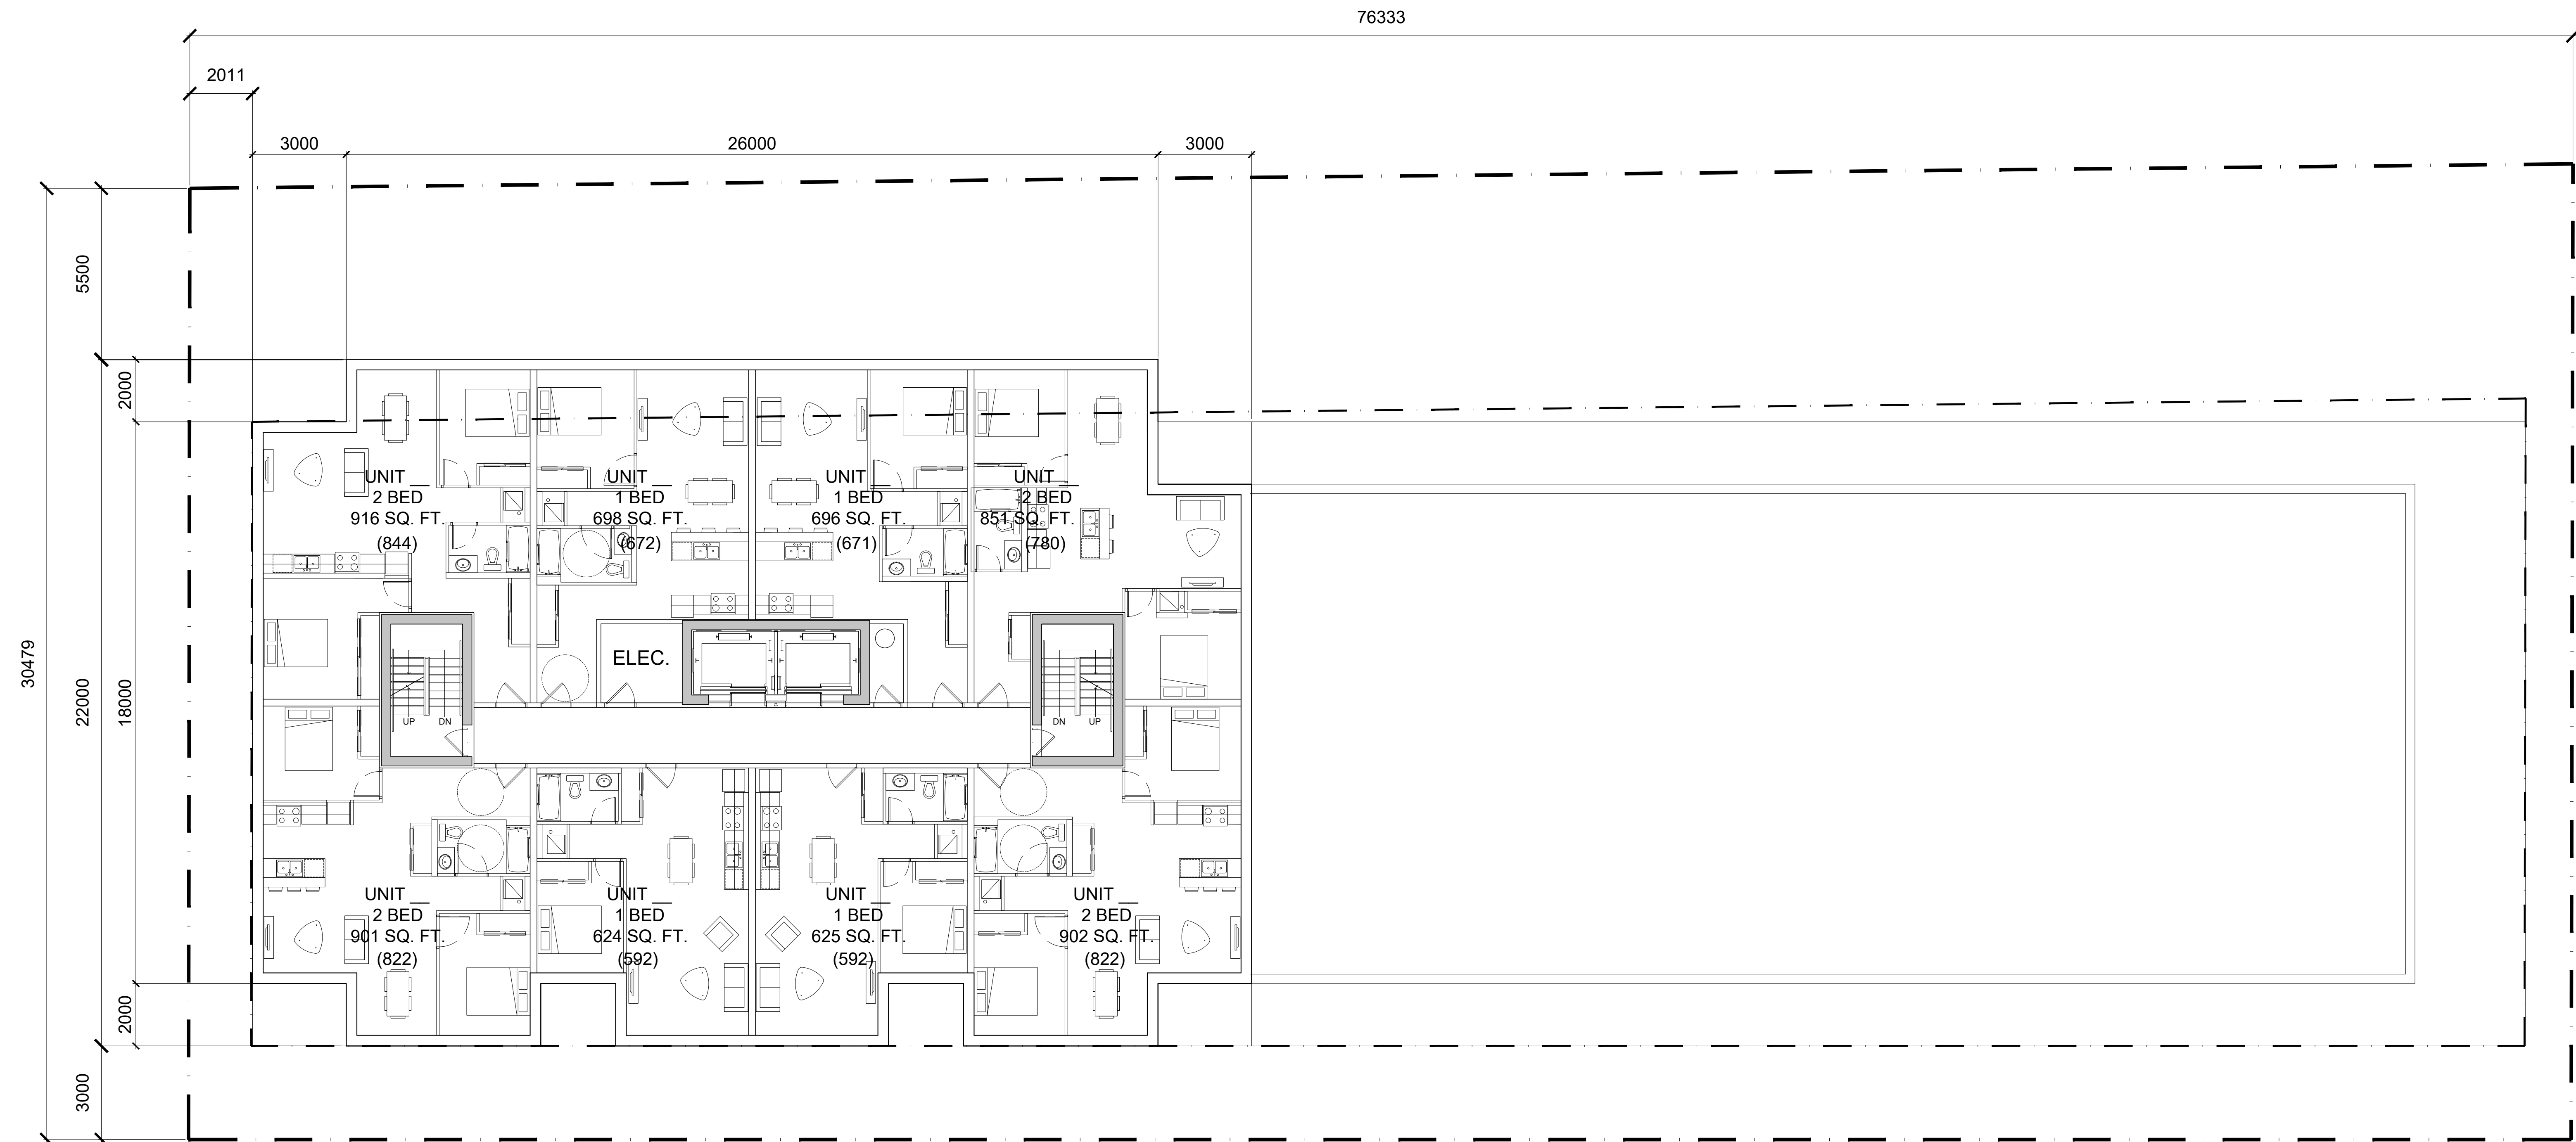 76333
2011
3000
26000
3000
5500
2000
30479
22000
18000
2000
3000
UNIT __
2 BED
916 SQ. FT.
(844)
UNIT __
1 BED
698 SQ. FT.
(672)
UNIT __
1 BED
696 SQ. FT.
(671)
UNIT __
2 BED
851 SQ. FT.
(780)
ELEC.
UP
DN
DN
UP
UNIT __
2 BED
901 SQ. FT.
(822)
UNIT __
1 BED
624 SQ. FT.
(592)
UNIT __
1 BED
625 SQ. FT.
(592)
UNIT __
2 BED
902 SQ. FT.
(822)